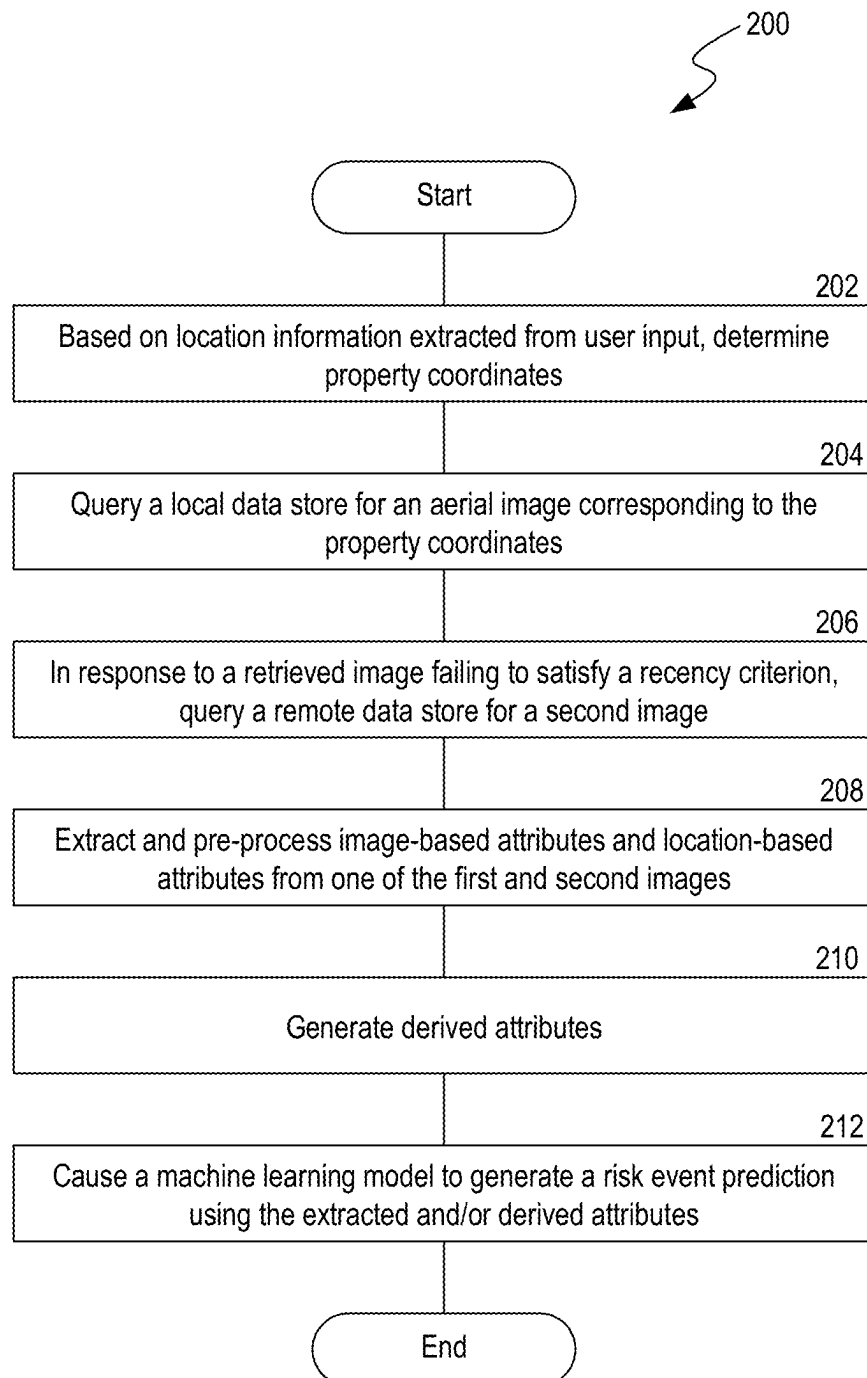 200
Start
202
Based on location information extracted from user input, determine
property coordinates
204
Query a local data store for an aerial image corresponding to the
property coordinates
206
In response to a retrieved image failing to satisfy a recency criterion,
query a remote data store for a second image
208
Extract and pre-process image-based attributes and location-based
attributes from one of the first and second images
210
Generate derived attributes
212
Cause a machine learning model to generate a risk event prediction
using the extracted and/or derived attributes
End